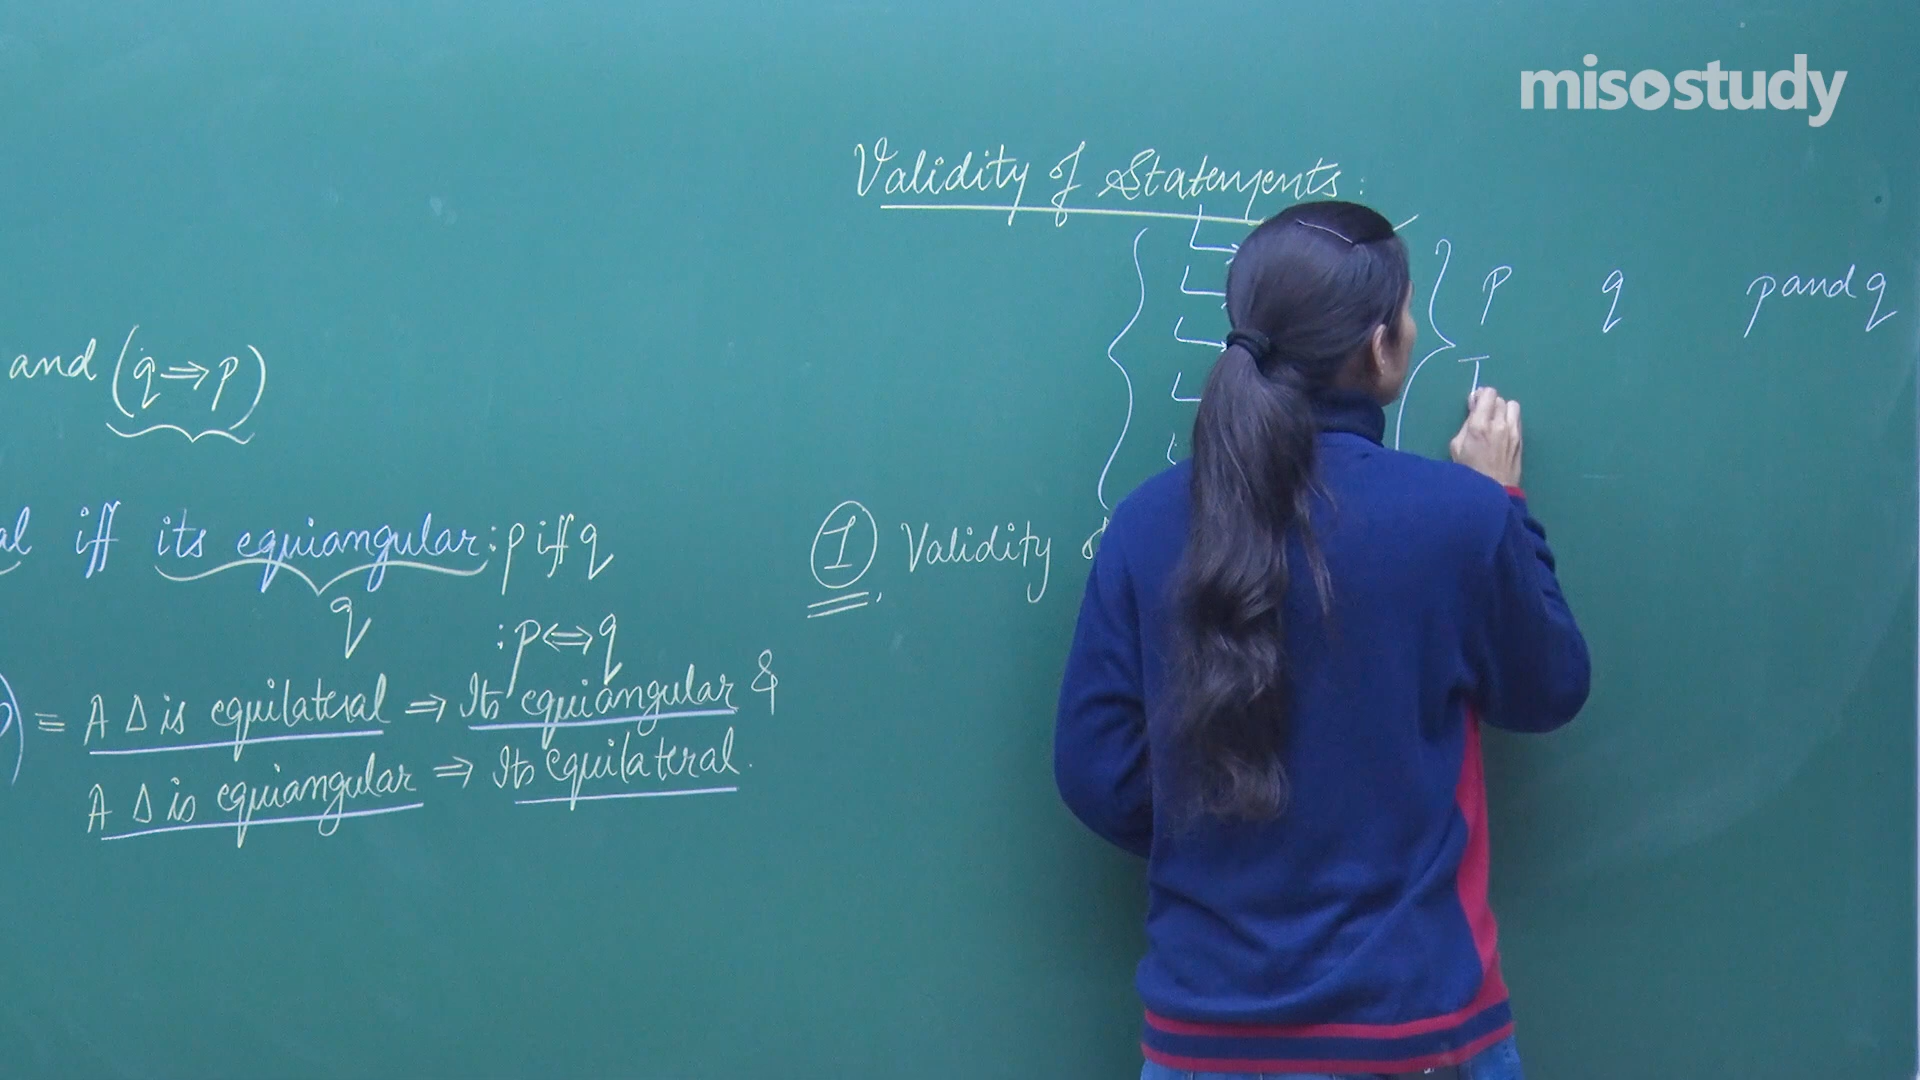 misostudy
and (q ⇒ p)
al iff its equiangular : p iff q
q
: p ⇔ q
≡ A Δ is equilateral ⇒ Its equiangular &
A Δ is equiangular ⇒ Its equilateral.
Validity of Statements :
p q p and q
T
① Validity